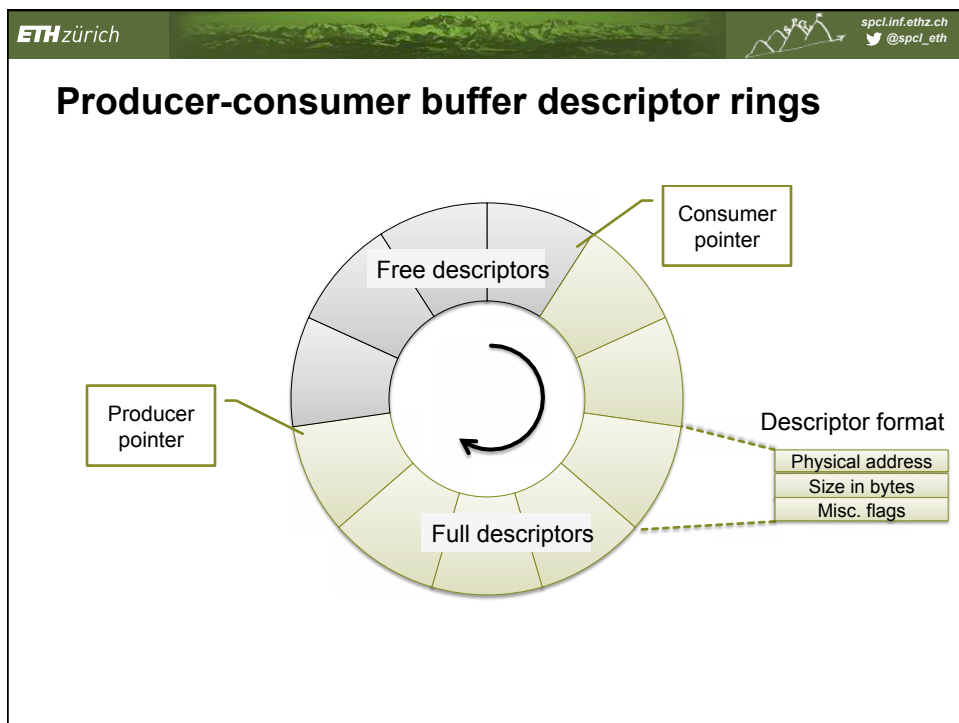 ETH zürich
spcl.inf.ethz.ch
@spcl_eth
Producer-consumer buffer descriptor rings
Consumer
pointer
Free descriptors
Producer
pointer
Descriptor format
Physical address
Size in bytes
Misc. flags
Full descriptors